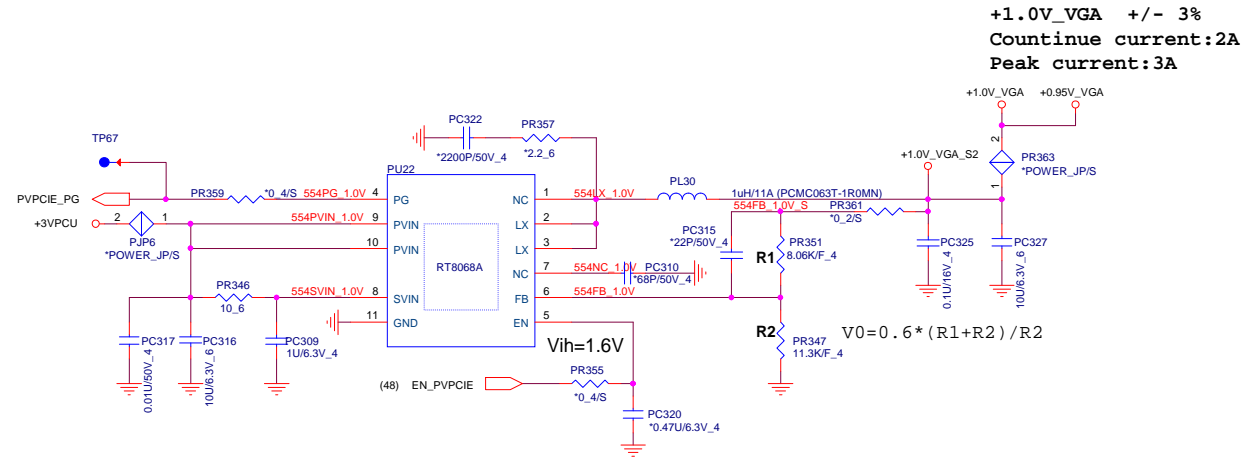 +1.0V_VGA +/- 3%
Countinue current:2A
Peak current:3A
+1.0V_VGA
+0.95V_VGA
2
PR363
*POWER_JP/S
1
+1.0V_VGA_S2
TP67
PC322
*2200P/50V_4
PR357
*2.2_6
PU22
PVPCIE_PG
PR359
*0_4/S
554PG_1.0V
4
PG
+3VPCU
2
1
PJP6
*POWER_JP/S
554PVIN_1.0V
9
PVIN
10
PVIN
RT8068A
PR346
10_6
554SVIN_1.0V
8
SVIN
11
GND
PC317
0.01U/50V_4
PC316
10U/6.3V_6
PC309
1U/6.3V_4
NC
1
554LX_1.0V
LX
2
LX
3
NC
7
554NC_1.0V
PC310
*68P/50V_4
FB
6
554FB_1.0V
EN
5
PL30
1uH/11A (PCMC063T-1R0MN)
554FB_1.0V_S
PR361
*0_2/S
PC315
*22P/50V_4
R1
PR351
8.06K/F_4
PC325
0.1U/16V_4
PC327
10U/6.3V_6
R2
PR347
11.3K/F_4
V0=0.6*(R1+R2)/R2
Vih=1.6V
(48)
EN_PVPCIE
PR355
*0_4/S
PC320
*0.47U/6.3V_4